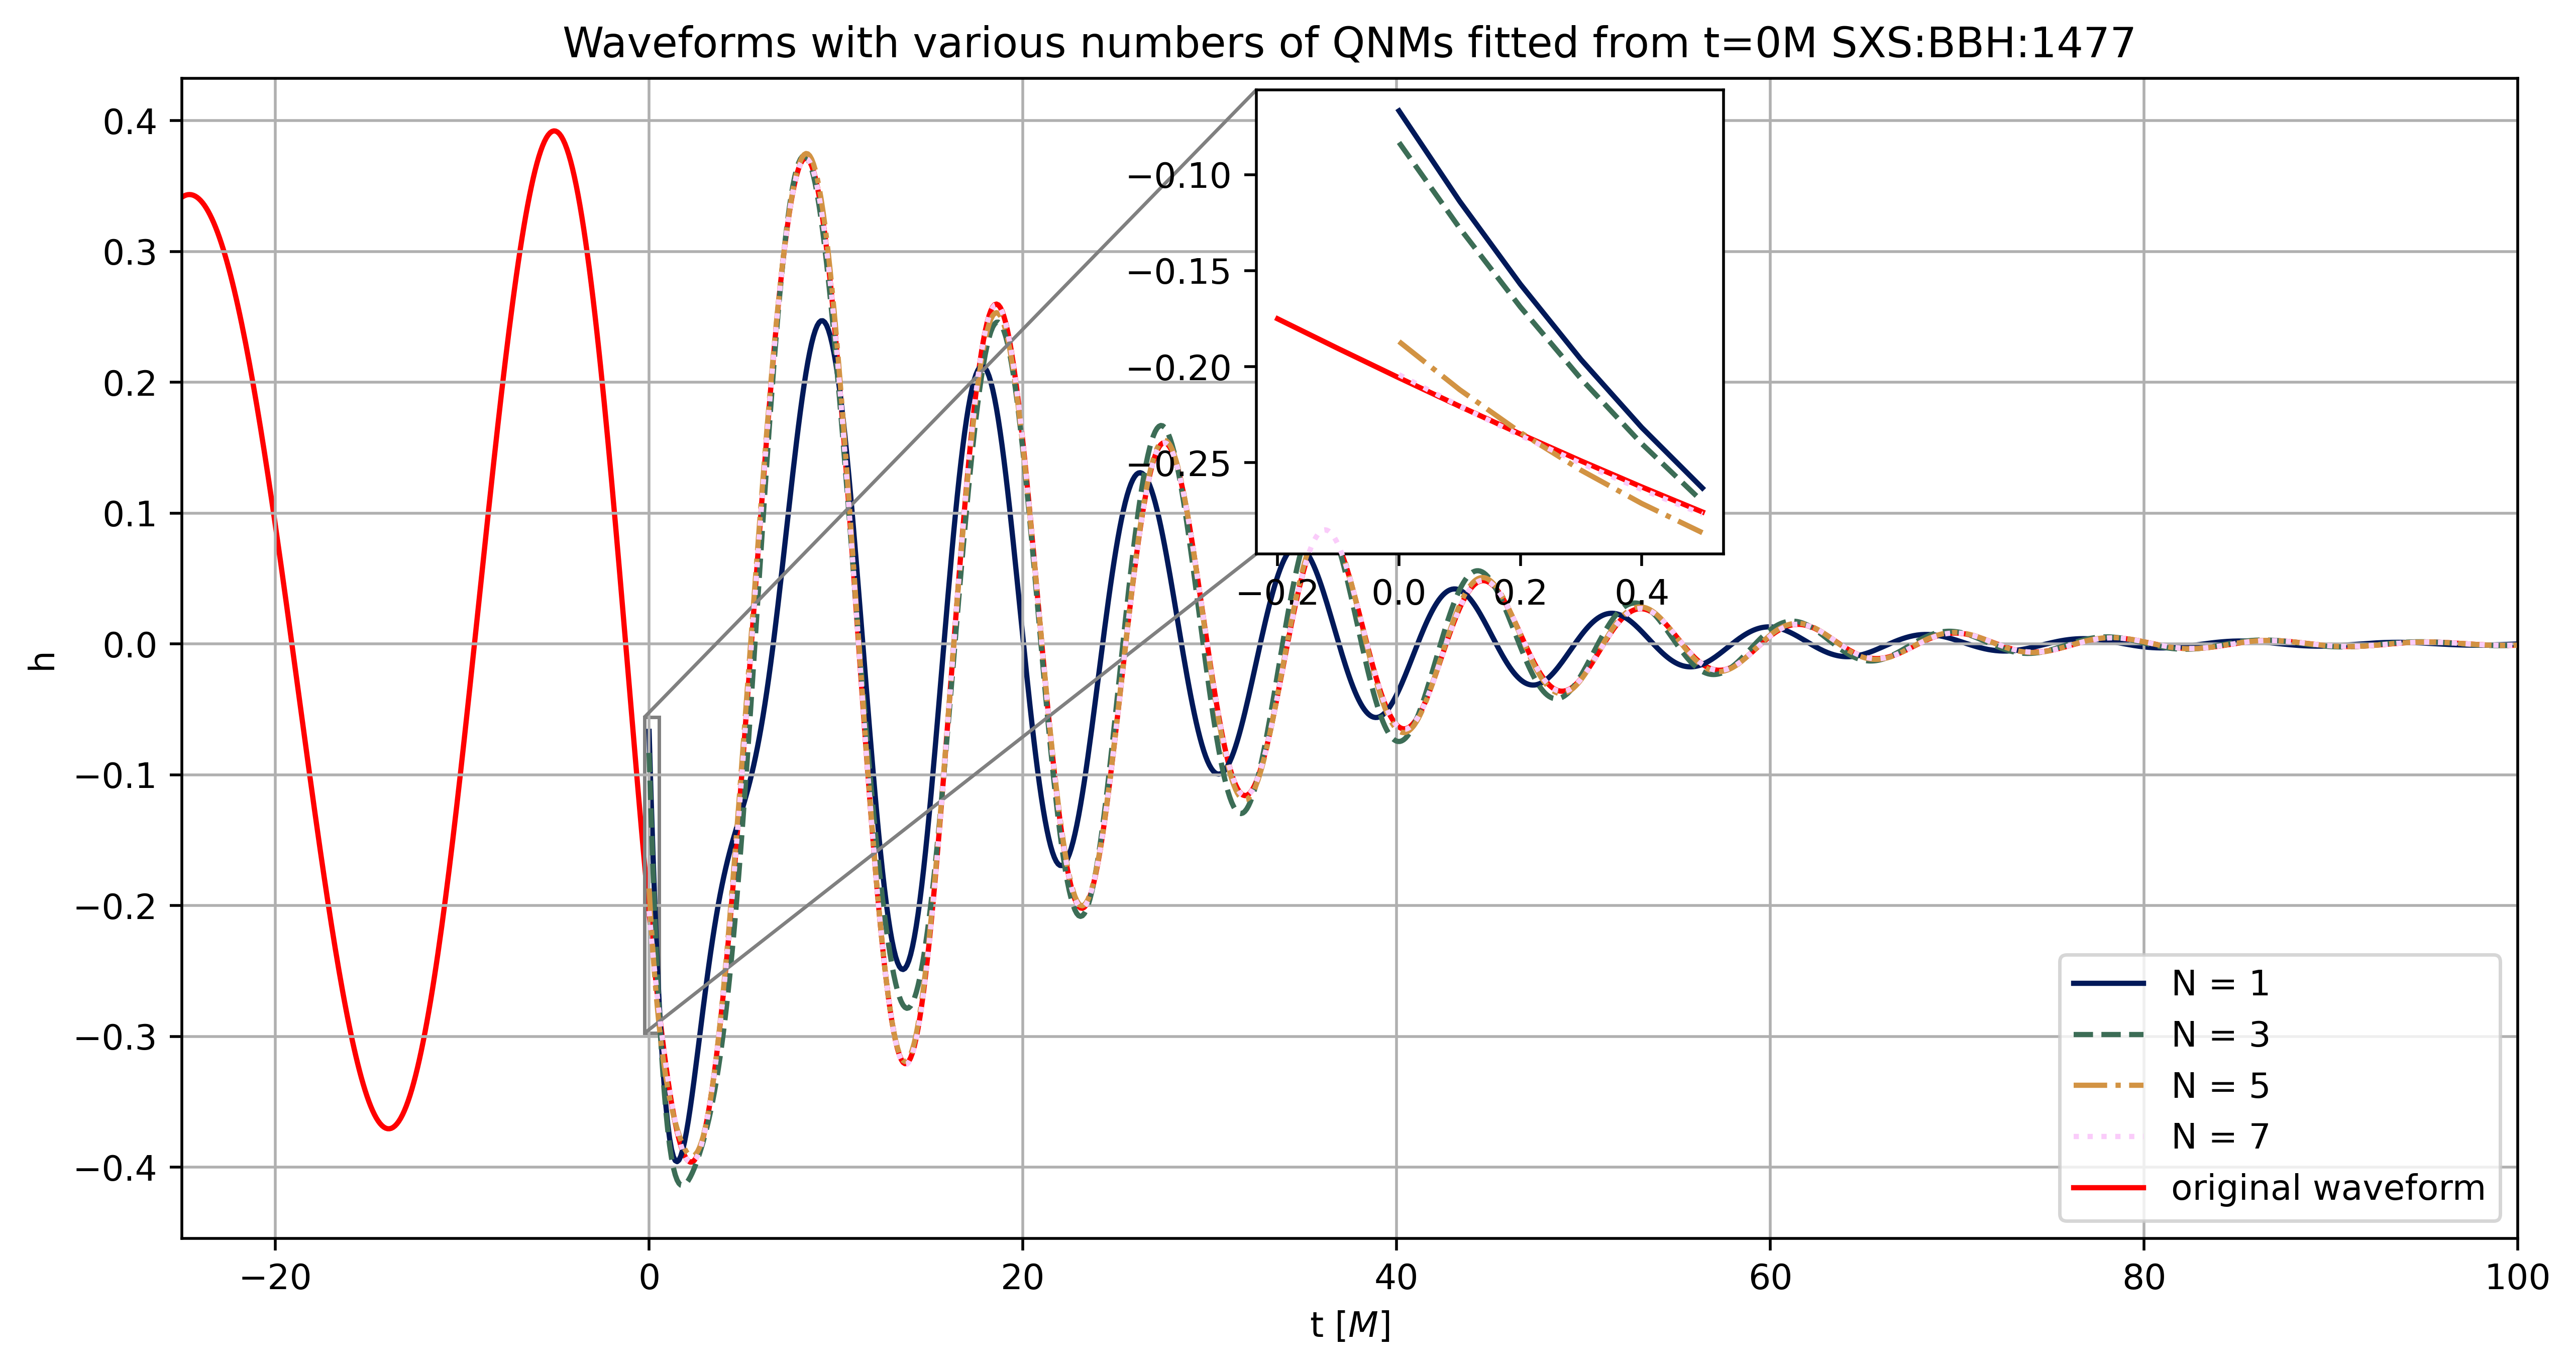 Waveforms with various numbers of QNMs fitted from t=0M SXS:BBH:1477
h
0.4
0.3
0.2
0.1
0.0
−0.1
−0.2
−0.3
−0.4
−0.10
−0.15
−0.20
−0.25
−0.2 0.0 0.2 0.4
N = 1
N = 3
N = 5
N = 7
original waveform
−20 0 20 40 60 80 100
t [M]